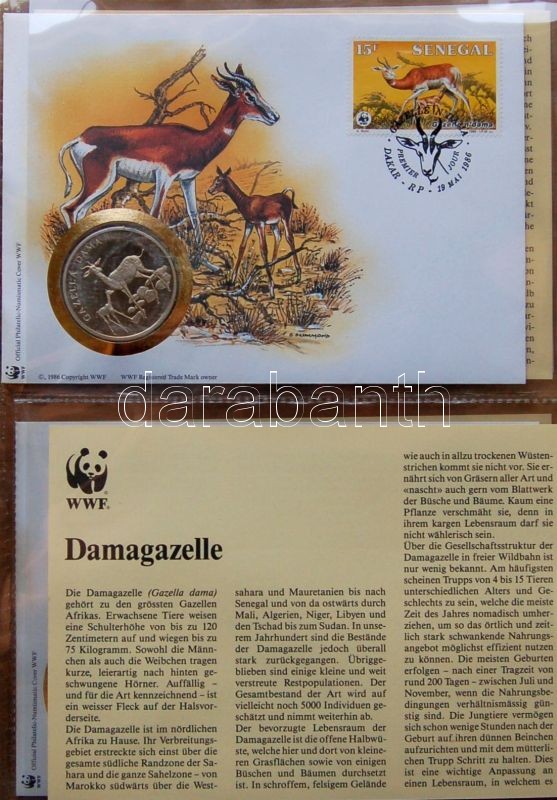 15F SENEGAL
PREMIER JOUR
DAKAR - R P - 19 MAI 1986
GAZELLA DAMA
Official Philatelic-Numismatic Cover WWF
©, 1986 Copyright WWF WWF Registered Trade Mark owner
darabanth
WWF
Damagazelle
Die Damagazelle (Gazella dama)
gehört zu den grössten Gazellen
Afrikas. Erwachsene Tiere weisen
eine Schulterhöhe von bis zu 120
Zentimetern auf und wiegen bis zu
75 Kilogramm. Sowohl die Männ-
chen als auch die Weibchen tragen
kurze, leierartig nach hinten ge-
schwungene Hörner. Auffällig –
und für die Art kennzeichnend – ist
ein weisser Fleck auf der Halsvor-
derseite.
Die Damagazelle ist im nördlichen
Afrika zu Hause. Ihr Verbreitungs-
gebiet erstreckte sich einst über die
gesamte südliche Randzone der Sa-
hara und die ganze Sahelzone – von
Marokko südwärts über die West-
sahara und Mauretanien bis nach
Senegal und von da ostwärts durch
Mali, Algerien, Niger, Libyen und
den Tschad bis zum Sudan. In unse-
rem Jahrhundert sind die Bestände
der Damagazelle jedoch überall
stark zurückgegangen. Übriggeb-
lieben sind einige kleine und weit
verstreute Restpopulationen. Der
Gesamtbestand der Art wird auf
vielleicht noch 5000 Individuen ge-
schätzt und nimmt weiterhin ab.
Der bevorzugte Lebensraum der
Damagazelle ist die offene Halbwü-
ste, welche hier und dort von kleine-
ren Grasflächen sowie von einigen
Büschen und Bäumen durchsetzt
ist. In schroffem, felsigem Gelände
wie auch in allzu trockenen Wüsten-
strichen kommt sie nicht vor. Sie er-
nährt sich von Gräsern aller Art und
«nascht» auch gern vom Blattwerk
der Büsche und Bäume. Kaum eine
Pflanze verschmäht sie, denn in
ihrem kargen Lebensraum darf sie
nicht wählerisch sein.
Über die Gesellschaftsstruktur der
Damagazelle in freier Wildbahn ist
nur wenig bekannt. Am häufigsten
scheinen Trupps von 4 bis 15 Tieren
unterschiedlichen Alters und Ge-
schlechts zu sein, welche die meiste
Zeit des Jahres nomadisch umher-
ziehen, um so das örtlich und zeit-
lich stark schwankende Nahrungs-
angebot möglichst effizient nutzen
zu können. Die meisten Geburten
erfolgen – nach einer Tragzeit von
rund 200 Tagen – zwischen Juli und
November, wenn die Nahrungsbe-
dingungen verhältnismässig gün-
stig sind. Die Jungtiere vermögen
sich schon wenige Stunden nach der
Geburt auf ihren dünnen Beinchen
aufzurichten und mit dem mütterli-
chen Trupp Schritt zu halten. Dies
ist eine wichtige Anpassung an
einen Lebensraum, in welchem es
Official Philatelic-Numismatic Cover WWF